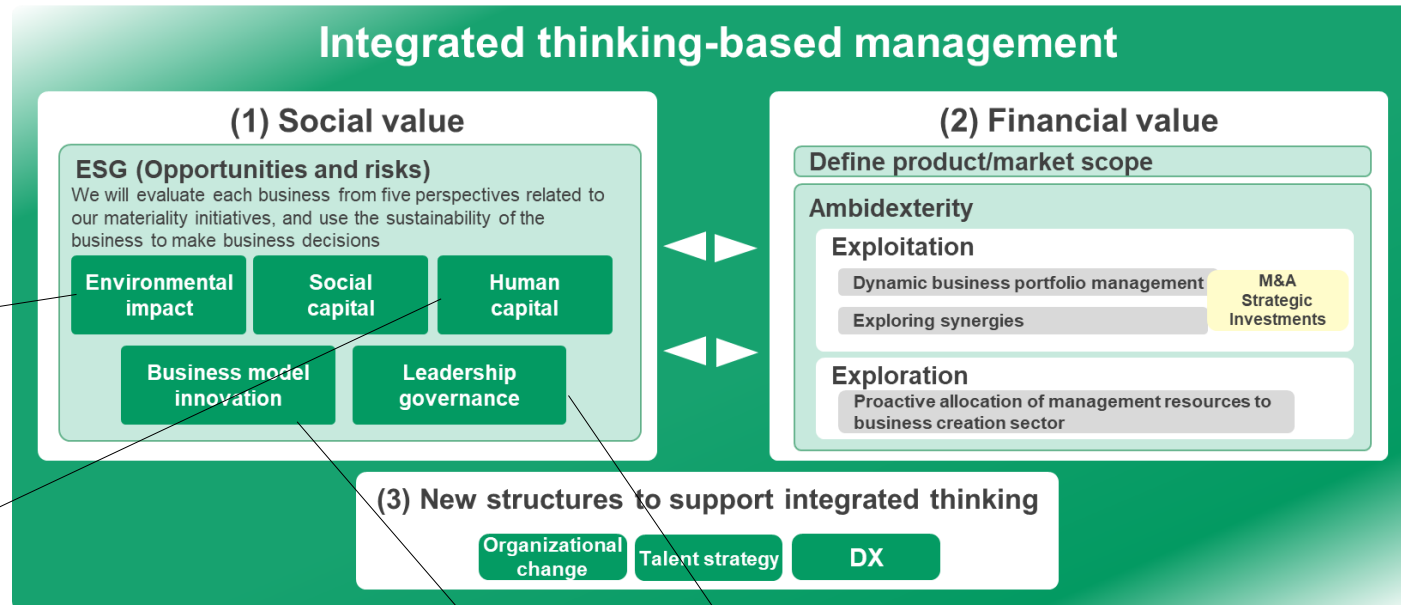 Integrated thinking-based management
(1) Social value
ESG (Opportunities and risks)
We will evaluate each business from five perspectives related to
our materiality initiatives, and use the sustainability of the
business to make business decisions
Environmental
impact
Social
capital
Human
capital
Business model
innovation
Leadership
governance
(2) Financial value
Define product/market scope
Ambidexterity
Exploitation
Dynamic business portfolio management
Exploring synergies
M&A
Strategic
Investments
Exploration
Proactive allocation of management resources to
business creation sector
(3) New structures to support integrated thinking
Organizational
change
Talent strategy
DX